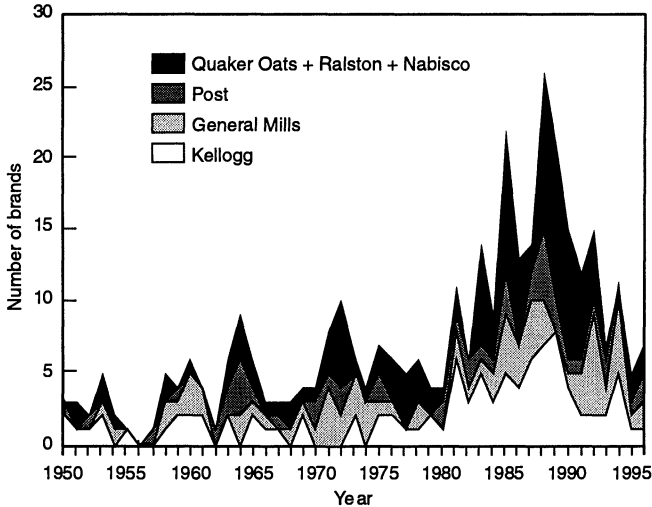 30
25
20
15
10
5
0
Number of brands
Quaker Oats + Ralston + Nabisco
Post
General Mills
Kellogg
1950 1955 1960 1965 1970 1975 1980 1985 1990 1995
Year